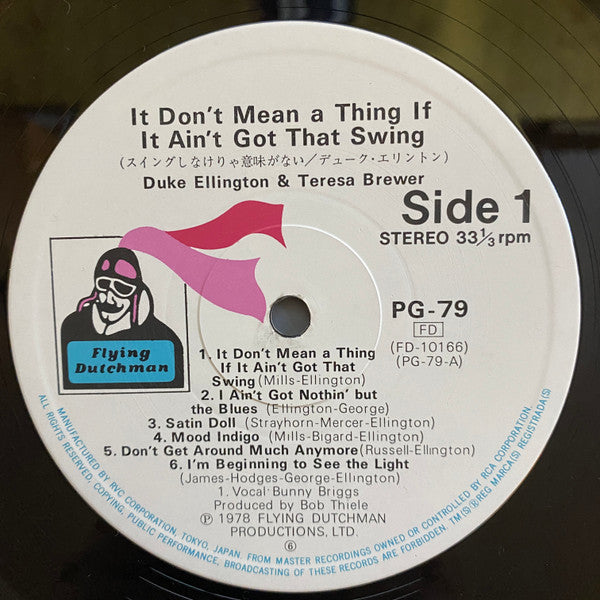 It Don't Mean a Thing If
It Ain't Got That Swing
(スイングしなけりゃ意味がない／デューク・エリントン)
Duke Ellington & Teresa Brewer
Side 1
STEREO 33 1/3 rpm
Flying
Dutchman
PG-79
FD
(FD-10166)
(PG-79-A)
1. It Don't Mean a Thing
If It Ain't Got That
Swing (Mills-Ellington)
2. I Ain't Got Nothin' but
the Blues (Ellington-George)
3. Satin Doll (Strayhorn-Mercer-Ellington)
4. Mood Indigo (Mills-Bigard-Ellington)
5. Don't Get Around Much Anymore (Russell-Ellington)
6. I'm Beginning to See the Light
(James-Hodges-George-Ellington)
1. Vocal Bunny Briggs
Produced by Bob Thiele
Ⓟ 1978 FLYING DUTCHMAN
PRODUCTIONS, LTD.
⑥
MANUFACTURED BY RVC CORPORATION, TOKYO, JAPAN. FROM MASTER RECORDINGS OWNED OR CONTROLLED BY RCA CORPORATION.
ALL RIGHTS RESERVED, COPYING, PUBLIC PERFORMANCE, BROADCASTING OF THESE RECORDS ARE FORBIDDEN. TM(S)®REG MARCA(S) REGISTRADA(S)